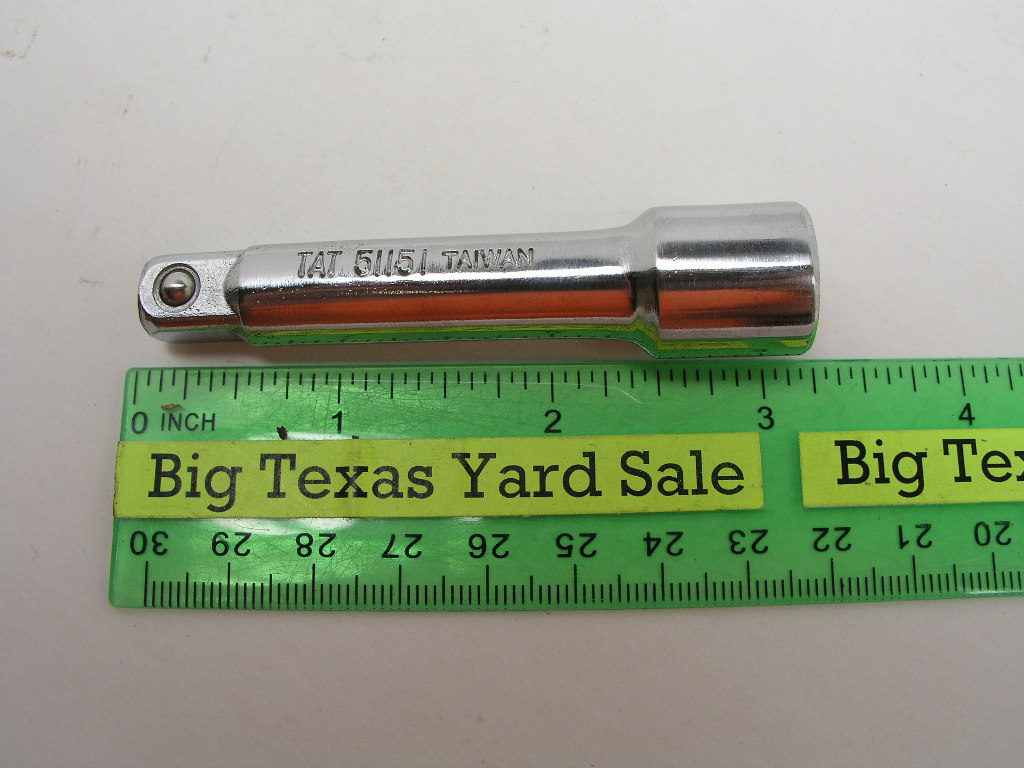 TAT 51151 TAIWAN
0 INCH 1 2 3 4
Big Texas Yard Sale Big Tex
30 29 28 27 26 25 24 23 22 21 20